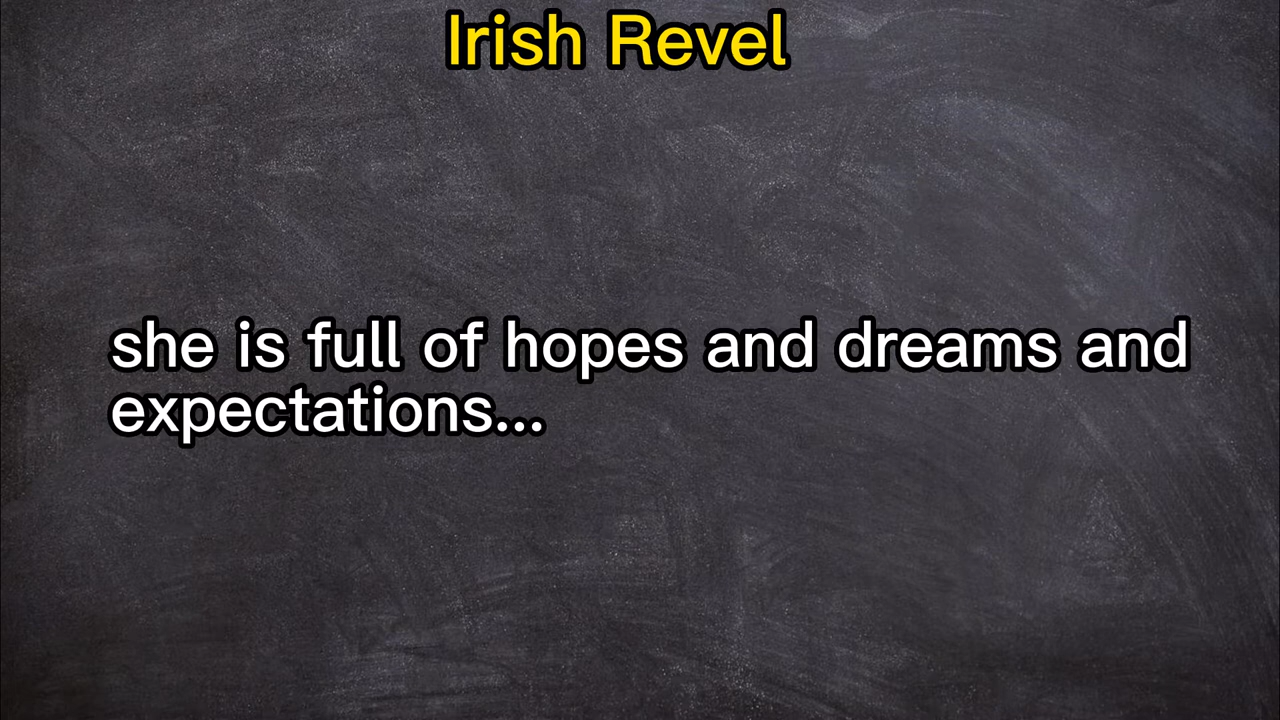 Irish Revel
she is full of hopes and dreams and
expectations...